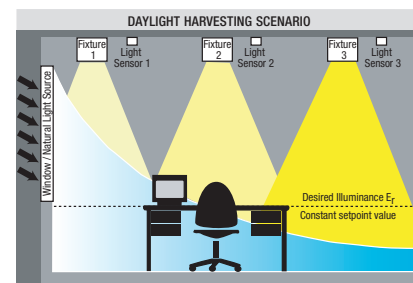 DAYLIGHT HARVESTING SCENARIO
Fixture
1
Light
Sensor 1
Fixture
2
Light
Sensor 2
Fixture
3
Light
Sensor 3
Window / Natural Light Source
Desired Illuminance Er
Constant setpoint value